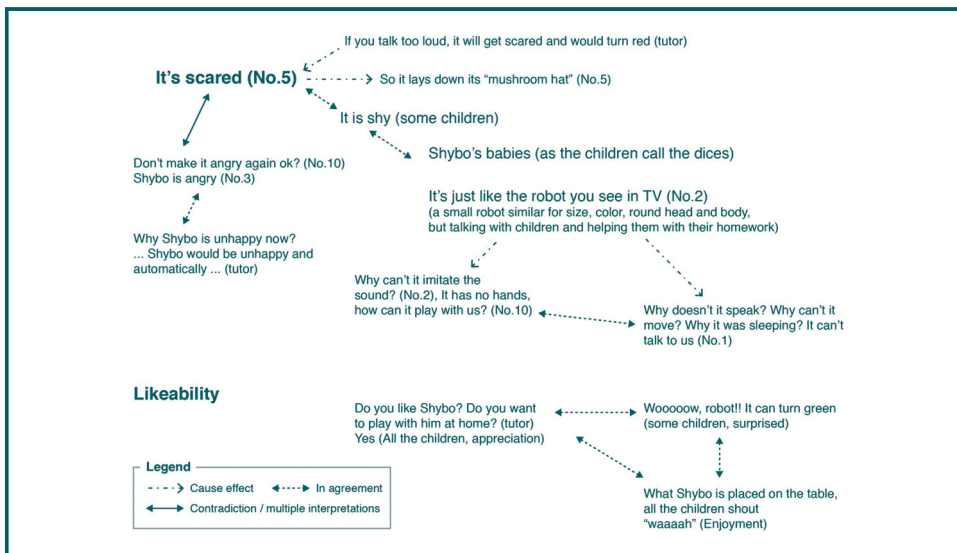 If you talk too loud, it will get scared and would turn red (tutor)
It's scared (No.5)
So it lays down its “mushroom hat” (No.5)
It is shy (some children)
Shybo's babies (as the children call the dices)
Don't make it angry again ok? (No.10)
Shybo is angry (No.3)
It's just like the robot you see in TV (No.2)
(a small robot similar for size, color, round head and body,
but talking with children and helping them with their homework)
Why Shybo is unhappy now?
... Shybo would be unhappy and
automatically ... (tutor)
Why can't it imitate the
sound? (No.2), It has no hands,
how can it play with us? (No.10)
Why doesn't it speak? Why can't it
move? Why it was sleeping? It can't
talk to us (No.1)
Likeability
Do you like Shybo? Do you want
to play with him at home? (tutor)
Yes (All the children, appreciation)
Wooooow, robot!! It can turn green
(some children, surprised)
What Shybo is placed on the table,
all the children shout
“waaaah” (Enjoyment)
Legend
Cause effect
In agreement
Contradiction / multiple interpretations